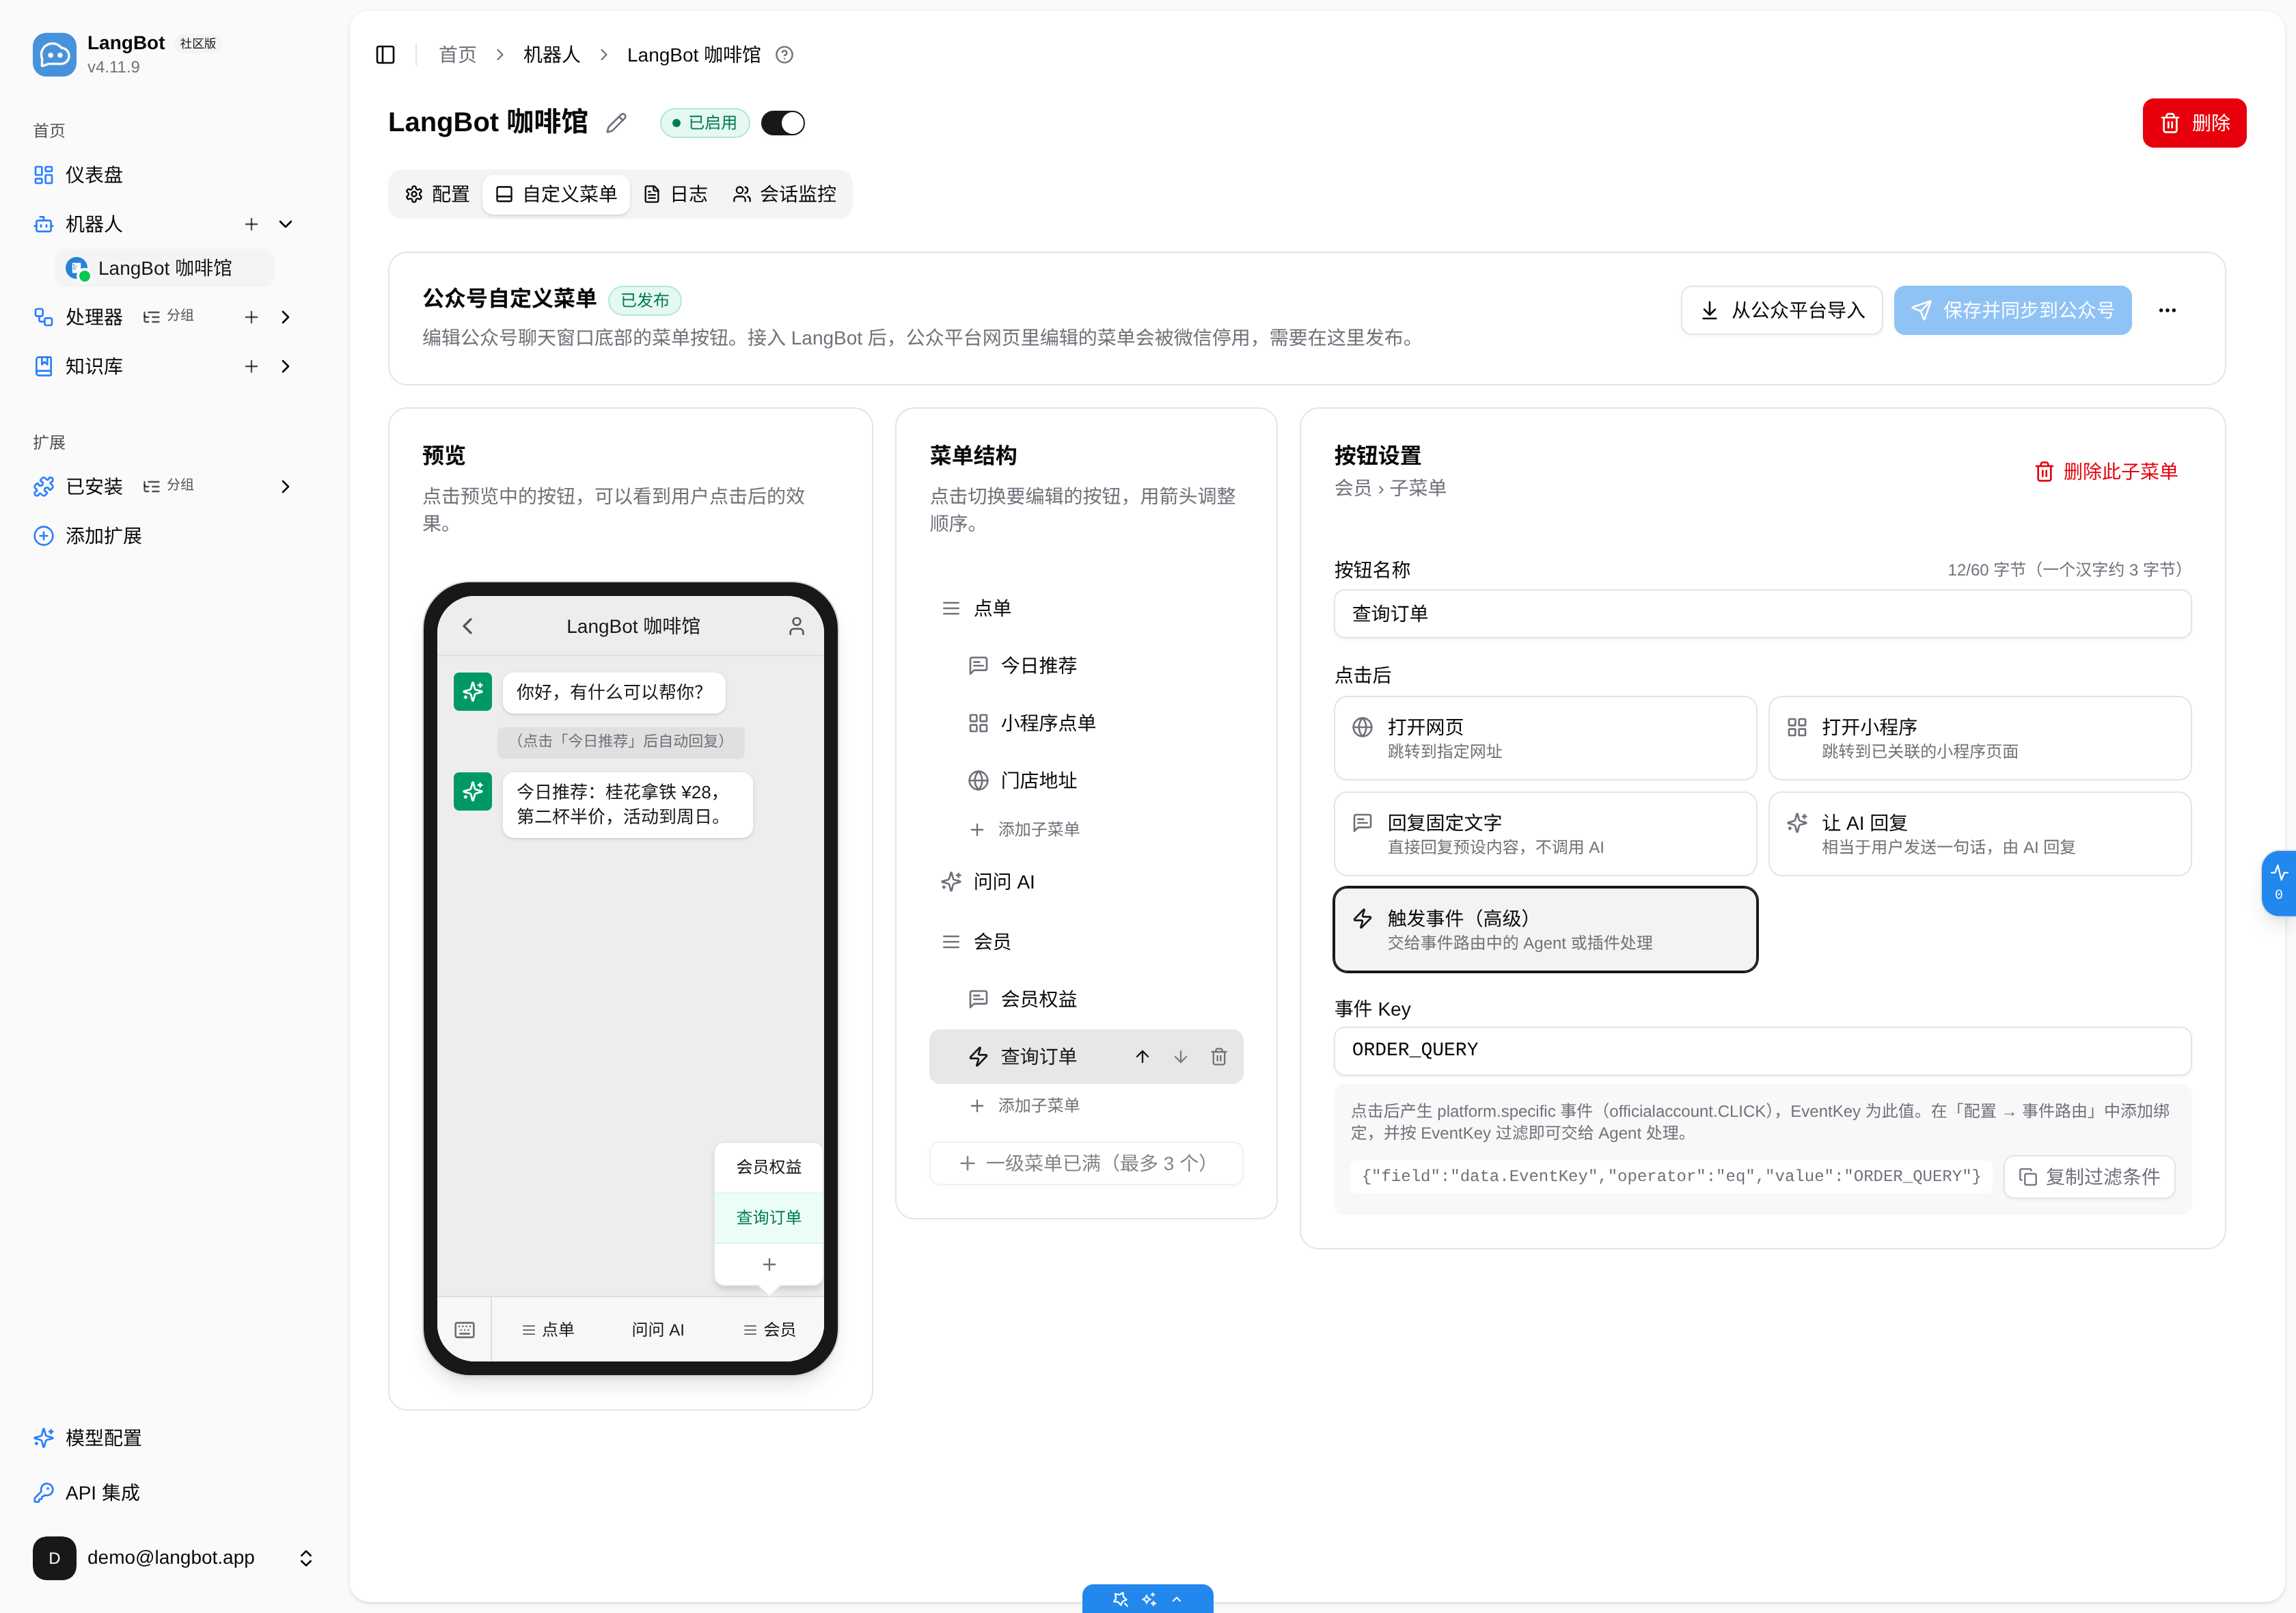 LangBot 社区版
v4.11.9
首页
仪表盘
机器人
LangBot 咖啡馆
处理器 分组
知识库
扩展
已安装 分组
添加扩展
模型配置
API 集成
D demo@langbot.app
首页 > 机器人 > LangBot 咖啡馆
LangBot 咖啡馆 已启用
删除
配置 自定义菜单 日志 会话监控
公众号自定义菜单 已发布
编辑公众号聊天窗口底部的菜单按钮。接入 LangBot 后，公众平台网页里编辑的菜单会被微信停用，需要在这里发布。
从公众平台导入 保存并同步到公众号
预览
点击预览中的按钮，可以看到用户点击后的效
果。
LangBot 咖啡馆
你好，有什么可以帮你？
（点击「今日推荐」后自动回复）
今日推荐：桂花拿铁 ¥28，
第二杯半价，活动到周日。
会员权益
查询订单
点单 问问 AI 会员
菜单结构
点击切换要编辑的按钮，用箭头调整
顺序。
点单
今日推荐
小程序点单
门店地址
添加子菜单
问问 AI
会员
会员权益
查询订单
添加子菜单
一级菜单已满（最多 3 个）
按钮设置
会员 › 子菜单
删除此子菜单
按钮名称 12/60 字节（一个汉字约 3 字节）
查询订单
点击后
打开网页
跳转到指定网址
打开小程序
跳转到已关联的小程序页面
回复固定文字
直接回复预设内容，不调用 AI
让 AI 回复
相当于用户发送一句话，由 AI 回复
触发事件（高级）
交给事件路由中的 Agent 或插件处理
事件 Key
ORDER_QUERY
点击后产生 platform.specific 事件（officialaccount.CLICK），EventKey 为此值。在「配置 → 事件路由」中添加绑
定，并按 EventKey 过滤即可交给 Agent 处理。
{"field":"data.EventKey","operator":"eq","value":"ORDER_QUERY"} 复制过滤条件
0